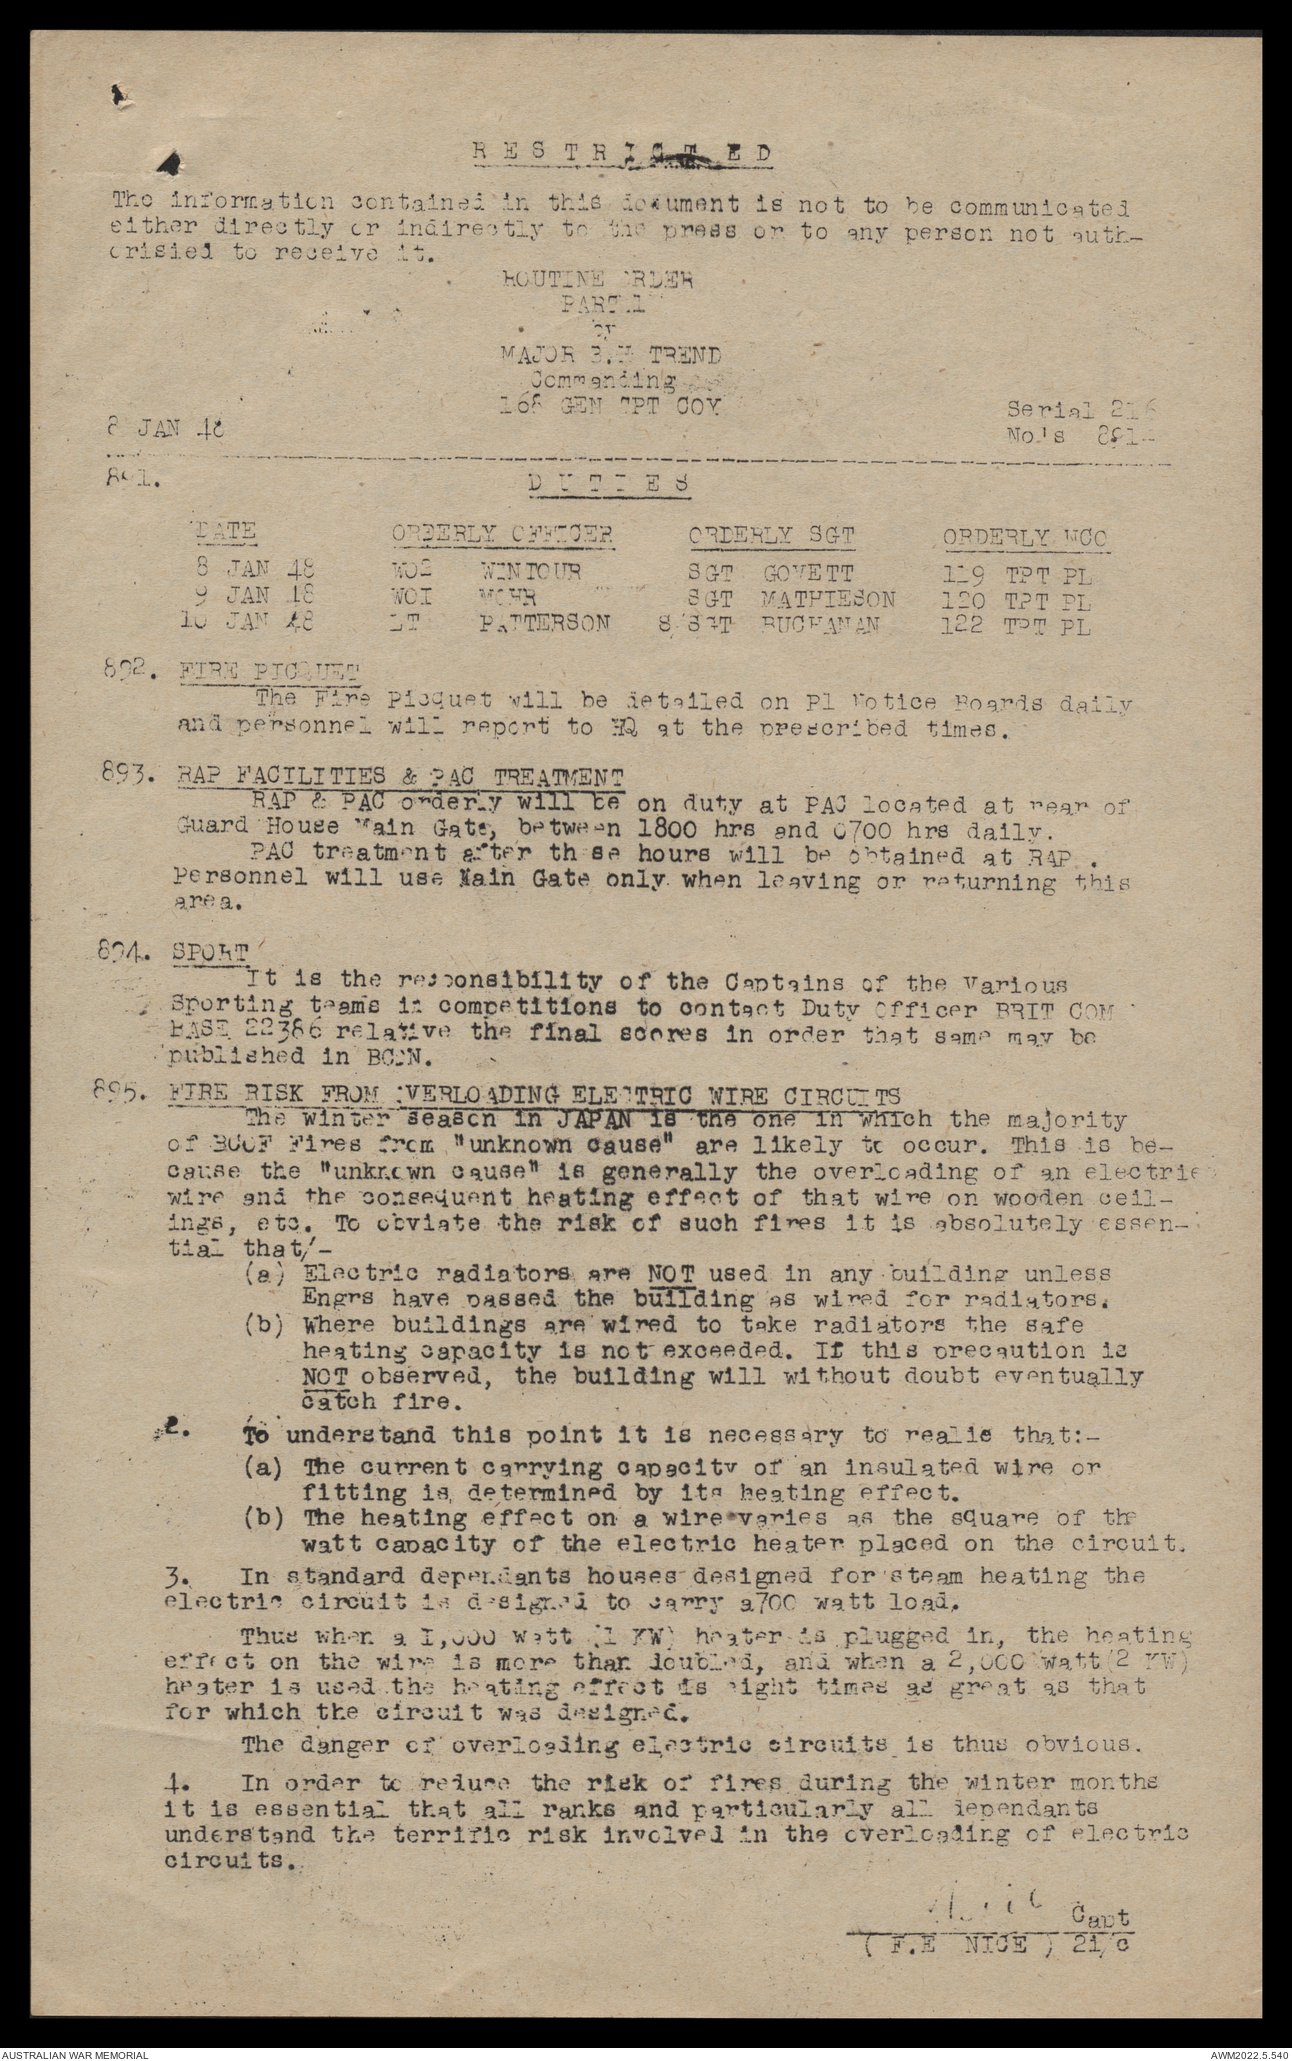 R E S T R I C T E D
The information contained in this document is not to be communicated
either directly or indirectly to the press or to any person not auth-
orisied to receive it.
ROUTINE ORDER
PART 1
by
MAJOR B.H TREND
Commanding
168 GEN TPT COY
Serial 216
8 JAN 48
No's 891-
891.
D U T I E S
DATE ORDERLY OFFICER ORDERLY SGT ORDERLY NCO
8 JAN 48 WO2 WINTOUR SGT GOVETT 119 TPT PL
9 JAN 48 WOI MOHR SGT MATHIESON 120 TPT PL
10 JAN 48 LT PATTERSON S/SGT BUCHANAN 122 TPT PL
892. FIRE PICQUET
The Fire Picquet will be detailed on Pl Notice Boards daily
and personnel will report to HQ at the prescribed times.
893. RAP FACILITIES & PAC TREATMENT
RAP & PAC orderly will be on duty at PAC located at rear of
Guard House Main Gate, between 1800 hrs and 0700 hrs daily.
PAC treatment after these hours will be obtained at RAP .
Personnel will use Main Gate only when leaving or returning this
area.
894. SPORT
It is the responsibility of the Captains of the Various
Sporting teams in competitions to contact Duty Officer BRIT COM
BASE 22386 relative the final scores in order that same may be
published in BCON.
895. FIRE RISK FROM OVERLOADING ELECTRIC WIRE CIRCUITS
The winter season in JAPAN is the one in which the majority
of BCOF Fires from "unknown cause" are likely to occur. This is be-
cause the "unknown cause" is generally the overloading of an electric
wire and the consequent heating effect of that wire on wooden ceil-
ings, etc. To obviate the risk of such fires it is absolutely essen-
tial that/-
(a) Electric radiators are NOT used in any building unless
Engrs have passed the building as wired for radiators.
(b) Where buildings are wired to take radiators the safe
heating capacity is not exceeded. If this precaution is
NOT observed, the building will without doubt eventually
catch fire.
2. To understand this point it is necessary to realis that:-
(a) The current carrying capacity of an insulated wire or
fitting is determined by its heating effect.
(b) The heating effect on a wire varies as the square of the
watt capacity of the electric heater placed on the circuit.
3. In standard dependants houses designed for steam heating the
electric circuit is designed to carry a700 watt load.
Thus when a I,000 watt (1 KW) heater is plugged in, the heating
effect on the wire is more than doubled, and when a 2,000 watt (2 KW)
heater is used the heating effect is eight times as great as that
for which the circuit was designed.
The danger of overloading electric circuits is thus obvious.
4. In order to reduce the risk of fires during the winter months
it is essential that all ranks and particularly all dependants
understand the terrific risk involved in the overloading of electric
circuits.
Capt
( F.E NICE ) 2i/c
AUSTRALIAN WAR MEMORIAL
AWM2022.5.540